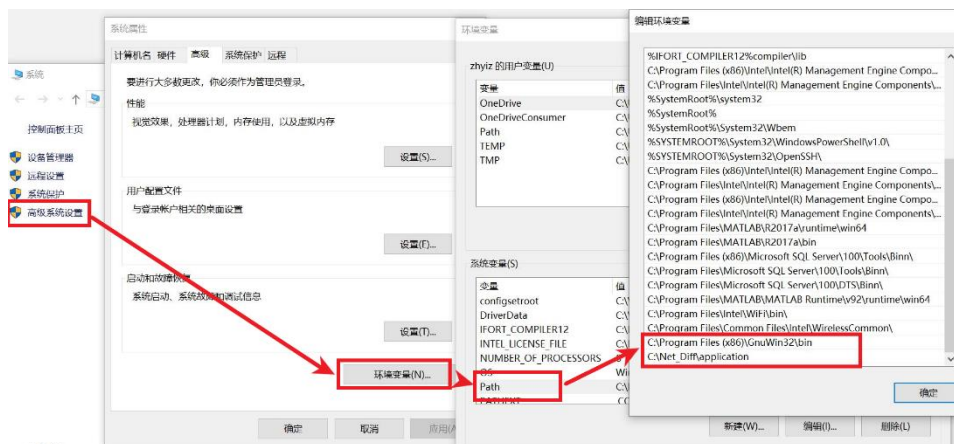 系统
控制面板主页
设备管理器
远程设置
系统保护
高级系统设置
系统属性
计算机名 硬件 高级 系统保护 远程
要进行大多数更改，你必须作为管理员登录。
性能
视觉效果，处理器计划，内存使用，以及虚拟内存
设置(S)...
用户配置文件
与登录帐户相关的桌面设置
设置(E)...
启动和故障恢复
系统启动、系统故障和调试信息
设置(T)...
环境变量(N)...
确定 取消 应用(A
环境变量
zhyiz 的用户变量(U)
变量 值
OneDrive C:\
OneDriveConsumer C:\
Path C:\
TEMP C:\
TMP C:\
系统变量(S)
变量 值
configsetroot C:\
DriverData C:\
IFORT_COMPILER12 C:\
INTEL_LICENSE_FILE C:\
NUMBER_OF_PROCESSORS
OS Wi
Path C:\
PATHEXT .CO
新建(W)... 编辑(I)... 删除(L)
编辑环境变量
%IFORT_COMPILER12%compiler\lib
C:\Program Files (x86)\Intel\Intel(R) Management Engine Compo...
C:\Program Files\Intel\Intel(R) Management Engine Components\...
%SystemRoot%\system32
%SystemRoot%
%SystemRoot%\System32\Wbem
%SYSTEMROOT%\System32\WindowsPowerShell\v1.0\
%SYSTEMROOT%\System32\OpenSSH\
C:\Program Files (x86)\Intel\Intel(R) Management Engine Compo...
C:\Program Files\Intel\Intel(R) Management Engine Components\...
C:\Program Files (x86)\Intel\Intel(R) Management Engine Compo...
C:\Program Files\Intel\Intel(R) Management Engine Components\...
C:\Program Files\MATLAB\R2017a\runtime\win64
C:\Program Files\MATLAB\R2017a\bin
C:\Program Files (x86)\Microsoft SQL Server\100\Tools\Binn\
C:\Program Files\Microsoft SQL Server\100\Tools\Binn\
C:\Program Files\Microsoft SQL Server\100\DTS\Binn\
C:\Program Files\MATLAB\MATLAB Runtime\v92\runtime\win64
C:\Program Files\Intel\WiFi\bin\
C:\Program Files\Common Files\Intel\WirelessCommon\
C:\Program Files (x86)\GnuWin32\bin
C:\Net_Diff\application
确定